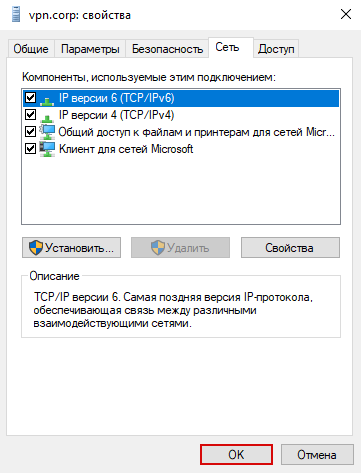 vpn.corp: свойства
Общие Параметры Безопасность Сеть Доступ
Компоненты, используемые этим подключением:
IP версии 6 (TCP/IPv6)
IP версии 4 (TCP/IPv4)
Общий доступ к файлам и принтерам для сетей Micr...
Клиент для сетей Microsoft
Установить... Удалить Свойства
Описание
TCP/IP версии 6. Самая поздняя версия IP-протокола,
обеспечивающая связь между различными
взаимодействующими сетями.
OK Отмена